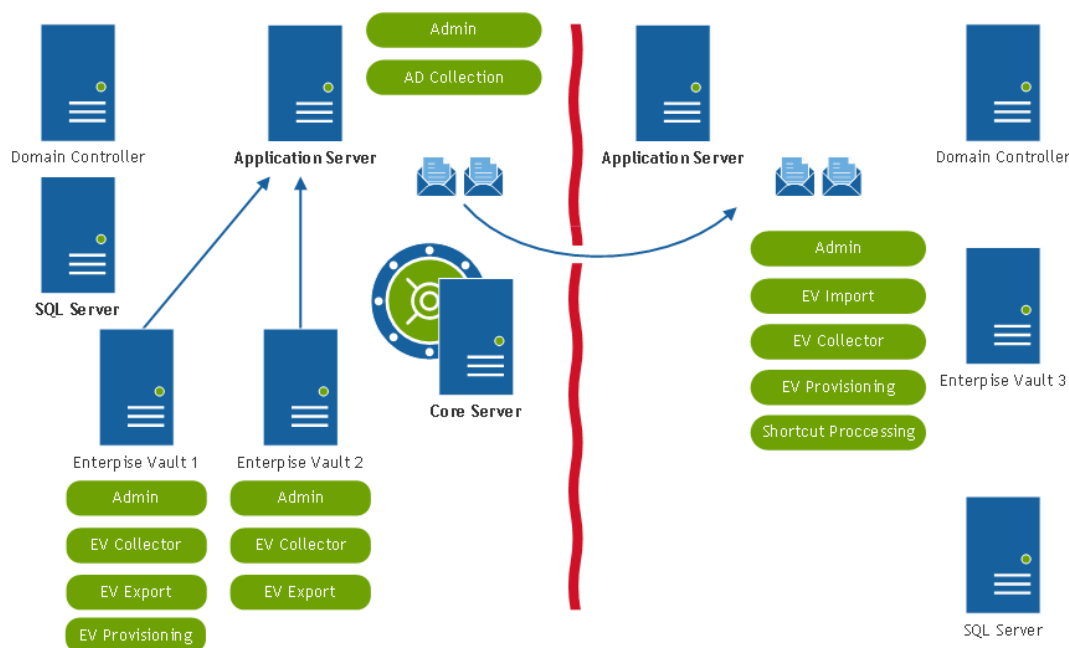 Admin
AD Collection
Domain Controller
Application Server
Application Server
Domain Controller
SQL Server
Core Server
Admin
EV Import
EV Collector
EV Provisioning
Shortcut Proccessing
Enterpise Vault 3
Enterpise Vault 1
Enterpise Vault 2
Admin
EV Collector
EV Export
EV Provisioning
Admin
EV Collector
EV Export
SQL Server